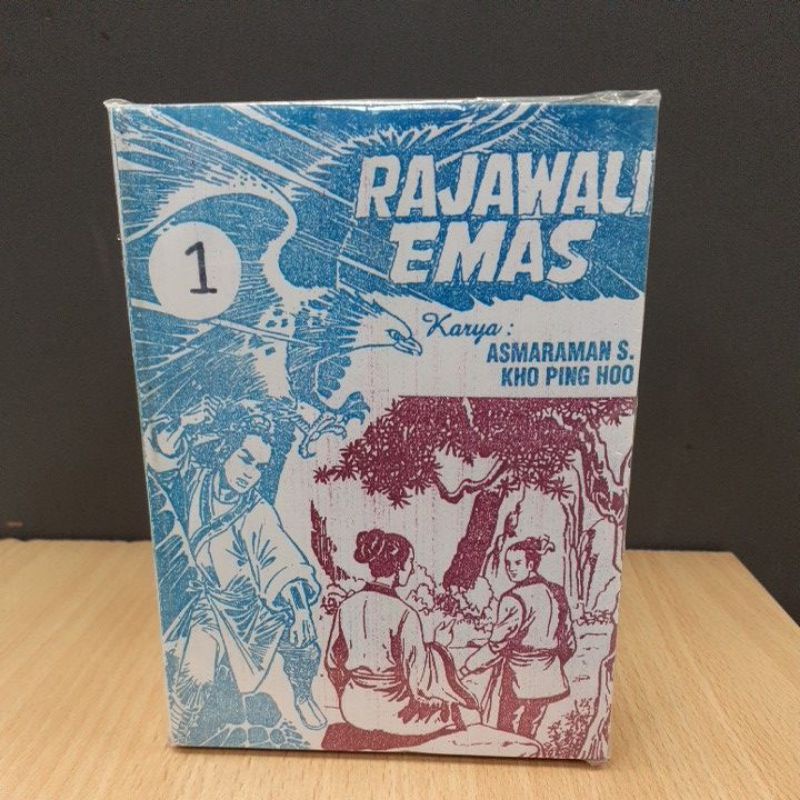 RAJAWALI
EMAS
1
Karya :
ASMARAMAN S.
KHO PING HOO